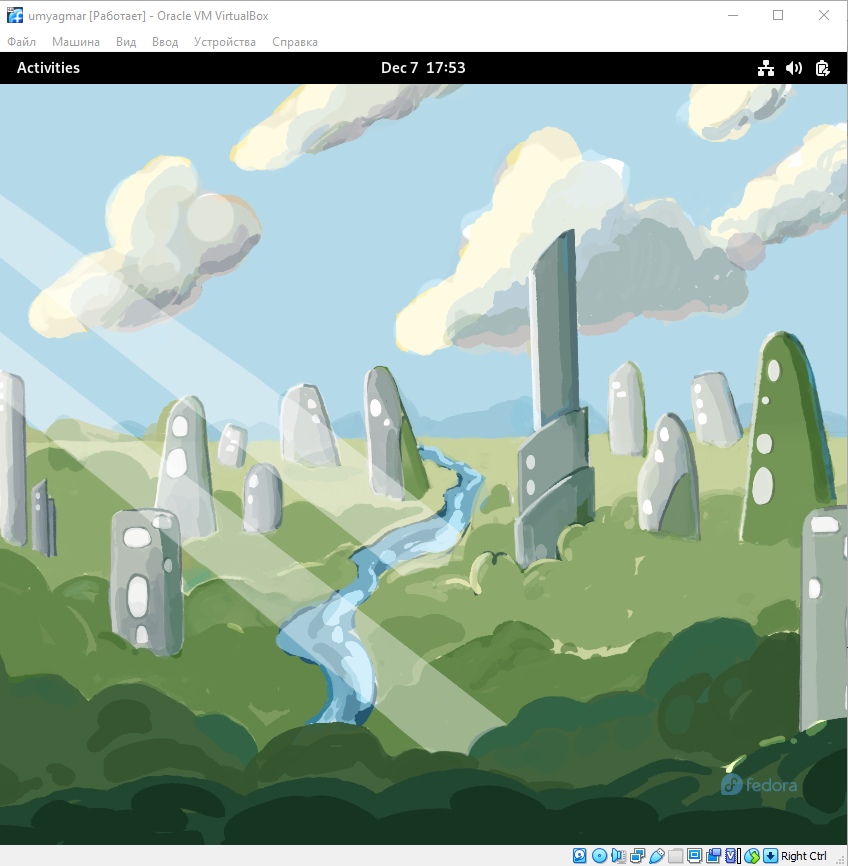 umyagmar [Работает] - Oracle VM VirtualBox
Файл Машина Вид Ввод Устройства Справка
Activities Dec 7 17:53
fedora
Right Ctrl